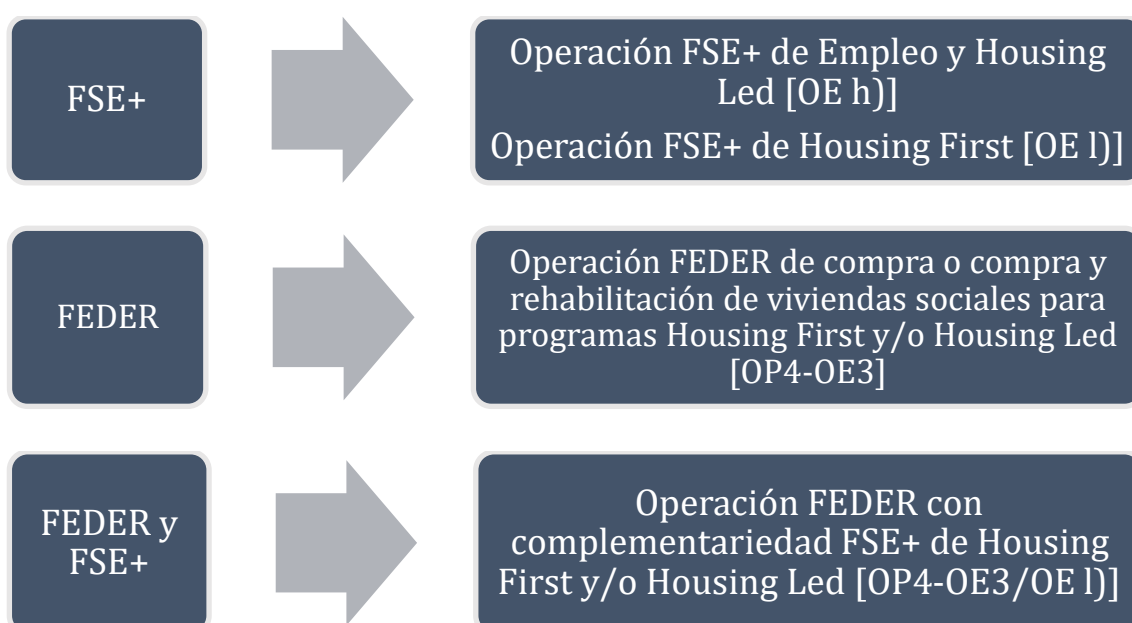 FSE+
Operación FSE+ de Empleo y Housing
Led [OE h)]
Operación FSE+ de Housing First [OE l)]
FEDER
Operación FEDER de compra o compra y
rehabilitación de viviendas sociales para
programas Housing First y/o Housing Led
[OP4-OE3]
FEDER y
FSE+
Operación FEDER con
complementariedad FSE+ de Housing
First y/o Housing Led [OP4-OE3/OE l)]